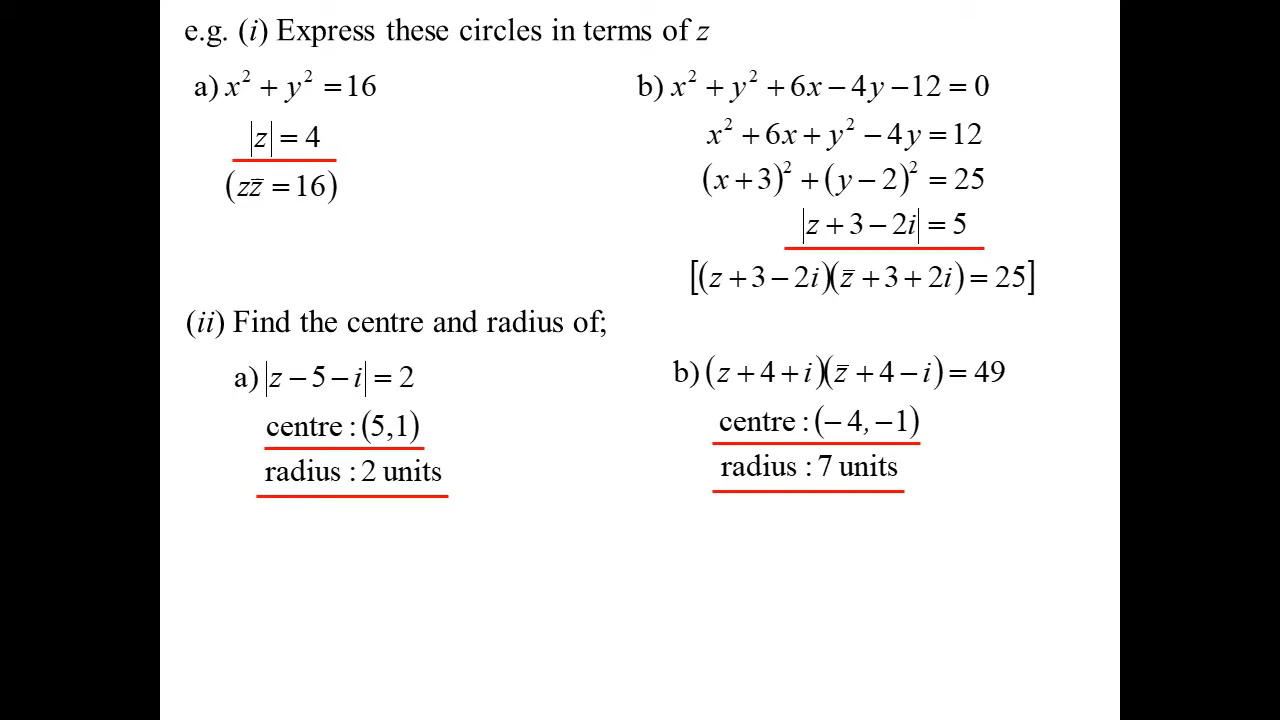 e.g. (i) Express these circles in terms of z
a) x² + y² = 16
|z| = 4
(zz̄ = 16)
b) x² + y² + 6x − 4y − 12 = 0
x² + 6x + y² − 4y = 12
(x + 3)² + (y − 2)² = 25
|z + 3 − 2i| = 5
[(z + 3 − 2i)(z̄ + 3 + 2i) = 25]
(ii) Find the centre and radius of;
a) |z − 5 − i| = 2
centre : (5,1)
radius : 2 units
b) (z + 4 + i)(z̄ + 4 − i) = 49
centre : (− 4, −1)
radius : 7 units